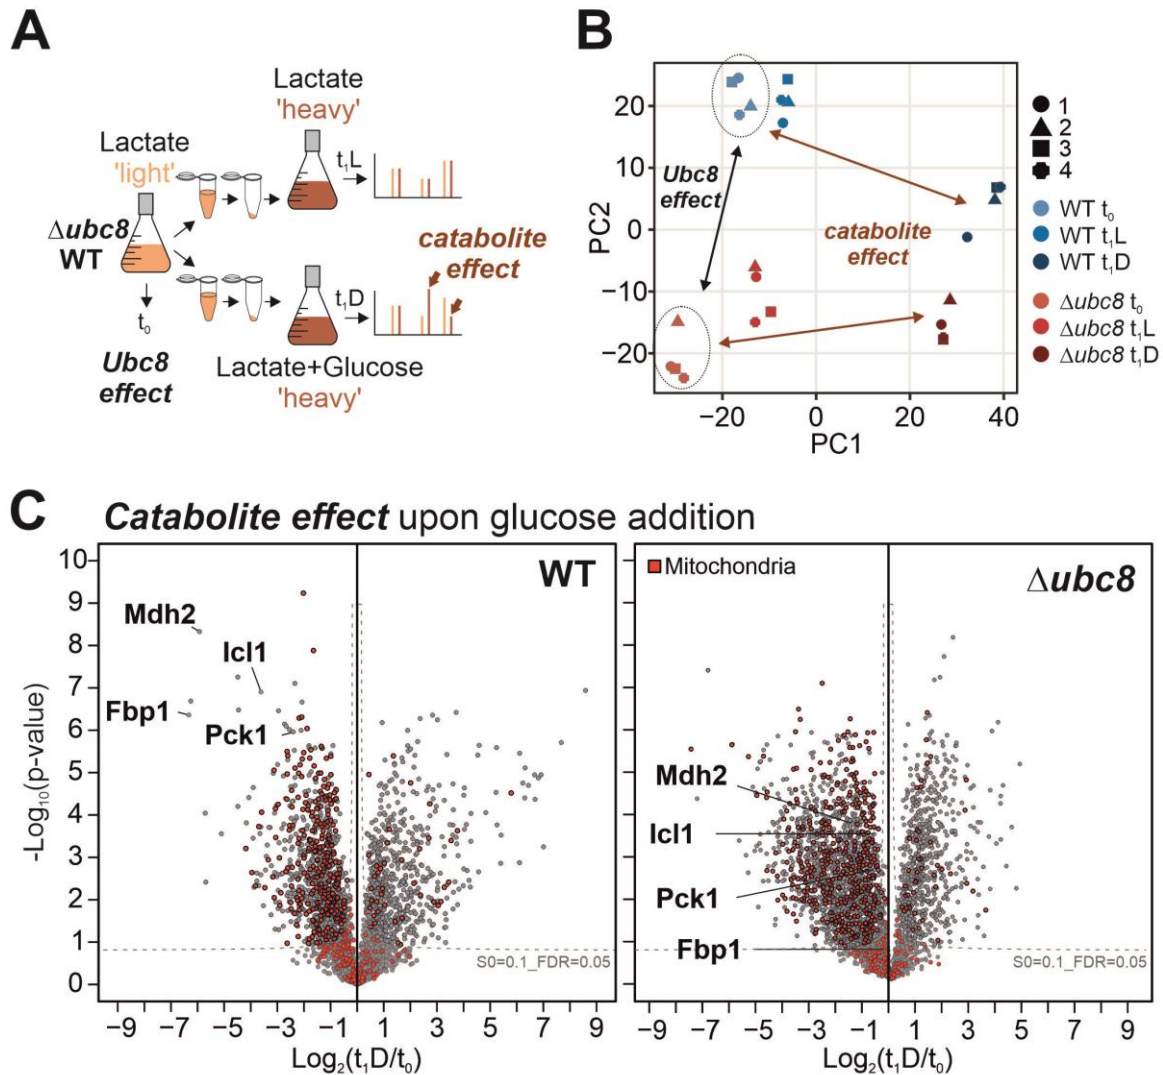 A
Lactate
'heavy'
Lactate
'light'
t₁L
Δubc8
WT
catabolite
effect
t₀
t₁D
Ubc8
effect
Lactate+Glucose
'heavy'
B
PC2
20
10
0
−10
−20
−20
0
20
40
PC1
Ubc8
effect
catabolite
effect
1
2
3
4
WT t₀
WT t₁L
WT t₁D
Δubc8 t₀
Δubc8 t₁L
Δubc8 t₁D
C
Catabolite effect upon glucose addition
-Log₁₀(p-value)
10
9
8
7
6
5
4
3
2
1
0
WT
Mdh2
Icl1
Fbp1
Pck1
S0=0.1_FDR=0.05
−9 −7 −5 −3 −1 1 3 5 7 9
Log₂(t₁D/t₀)
Mitochondria
Δubc8
Mdh2
Icl1
Pck1
Fbp1
S0=0.1_FDR=0.05
−9 −7 −5 −3 −1 1 3 5 7 9
Log₂(t₁D/t₀)